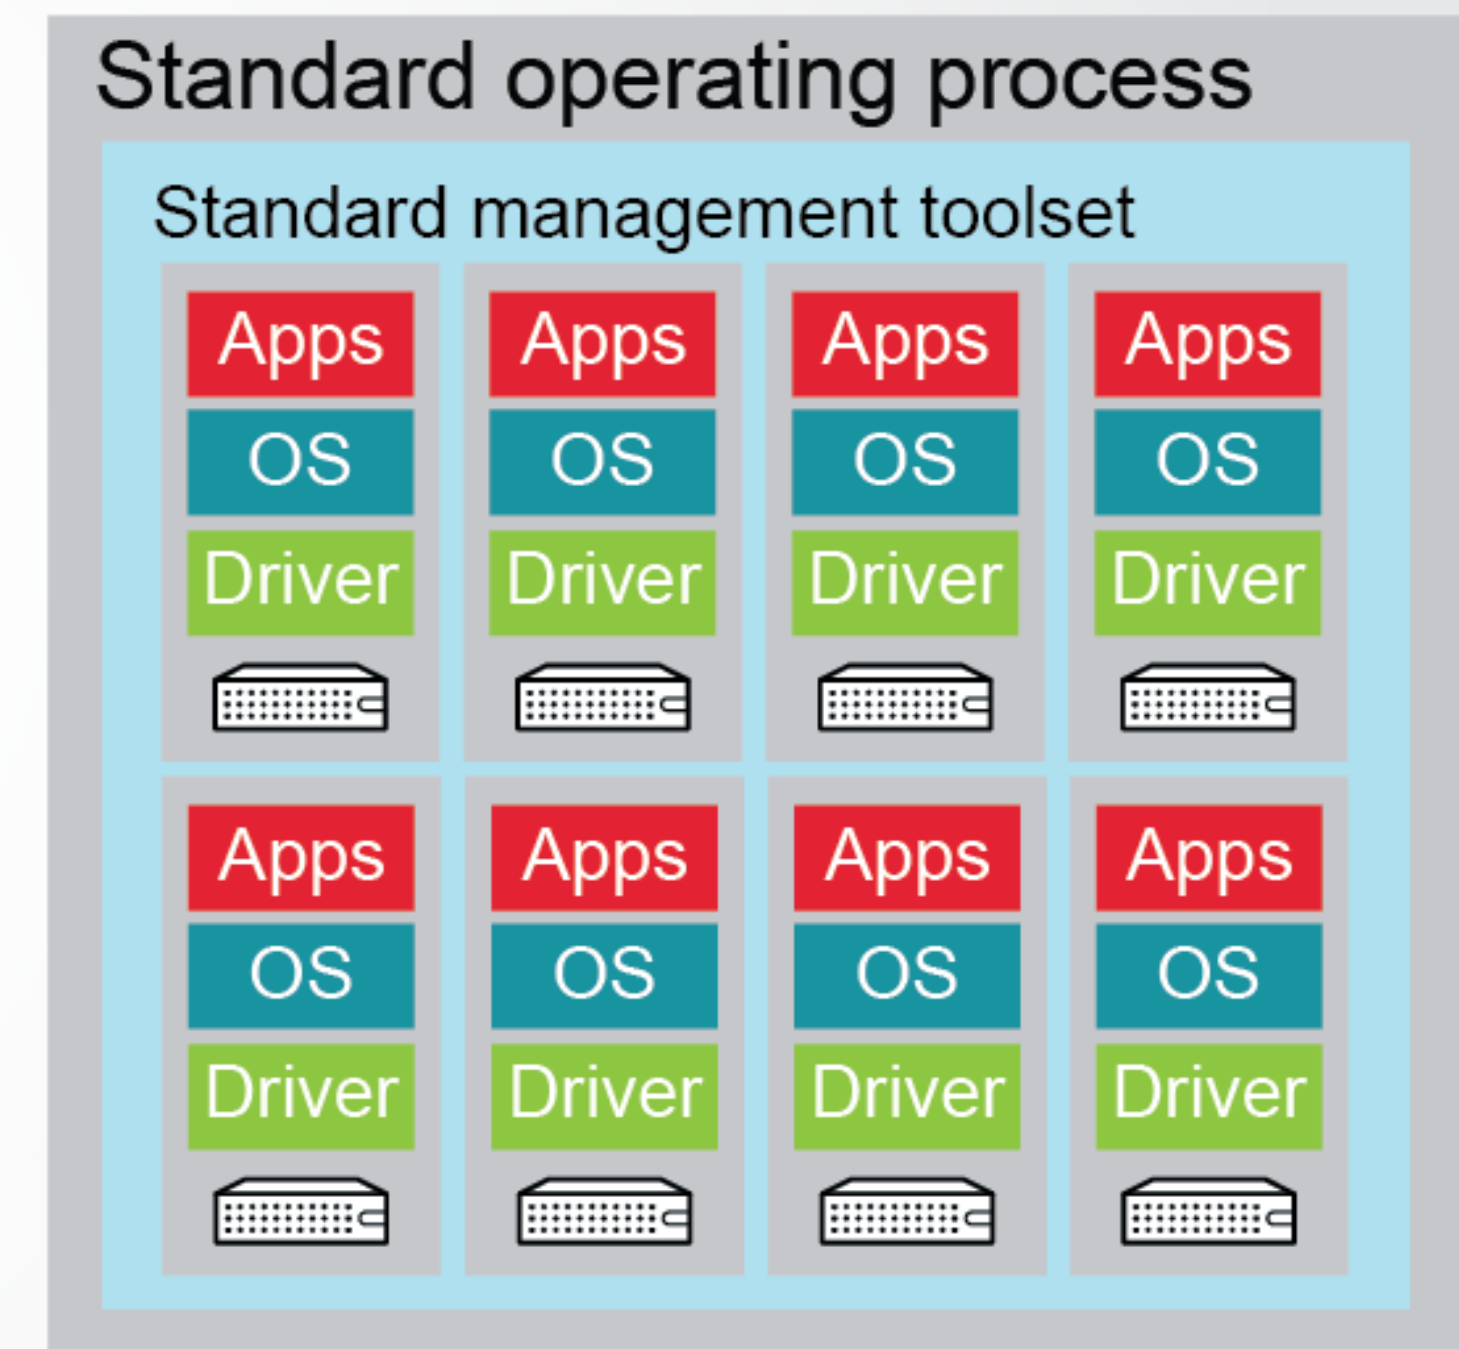 Standard operating process
Standard management toolset
Apps Apps Apps Apps
OS OS OS OS
Driver Driver Driver Driver
Apps Apps Apps Apps
OS OS OS OS
Driver Driver Driver Driver